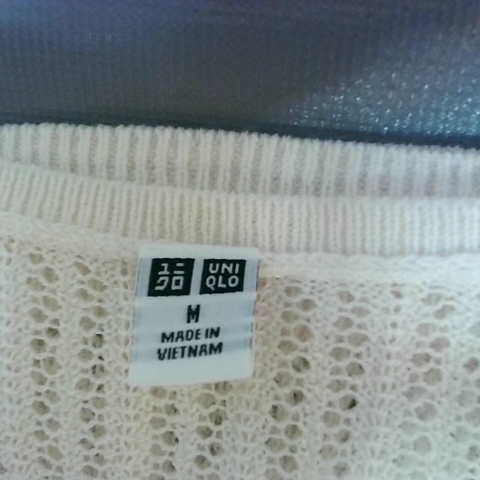 ユニ UNI
クロ QLO
M
MADE IN
VIETNAM